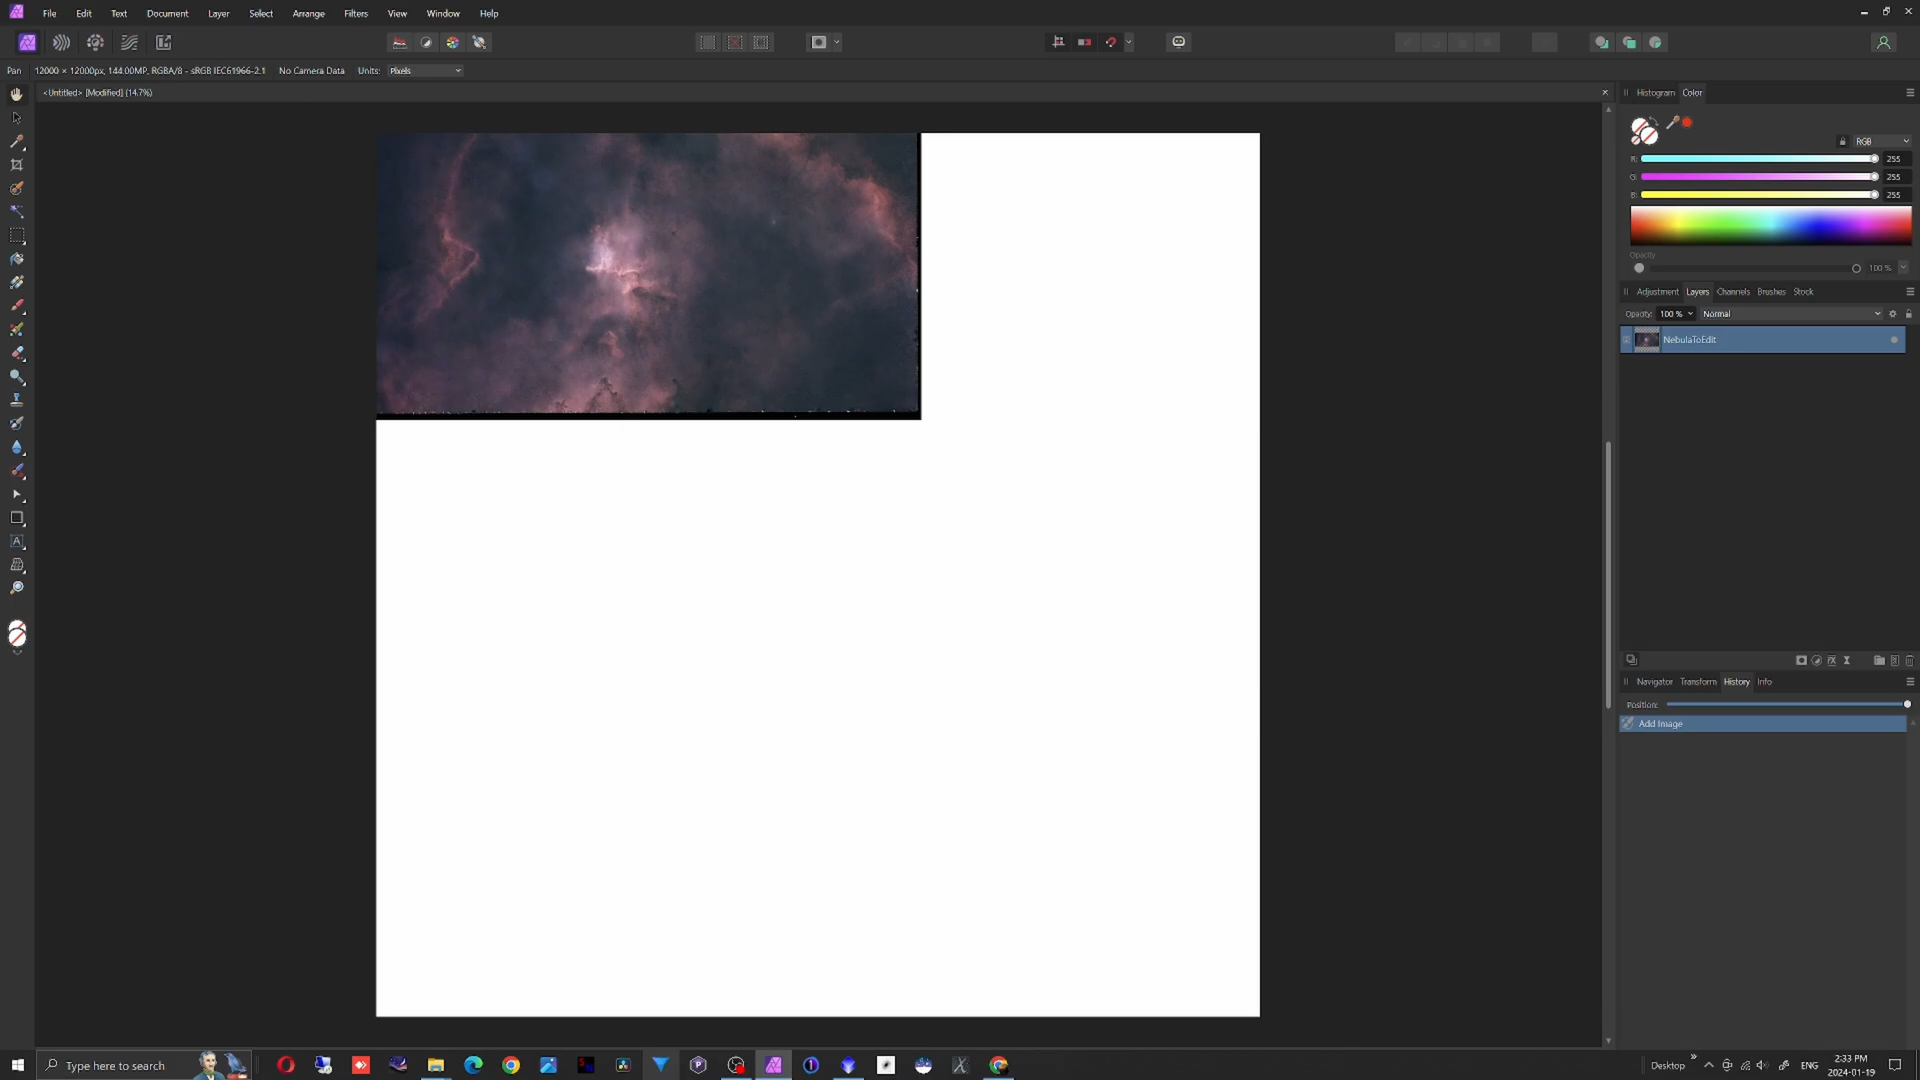 File Edit Text Document Layer Select Arrange Filters View Window Help
Pan 12000 × 12000px, 144.00MP, RGBA/8 - sRGB IEC61966-2.1 No Camera Data Units: Pixels
<Untitled> [Modified] (14.7%)
Histogram Color
RGB
R: 255
G: 255
B: 255
Opacity
100 %
Adjustment Layers Channels Brushes Stock
Opacity: 100 % Normal
NebulaToEdit
Navigator Transform History Info
Position:
Add Image
Type here to search
Desktop
ENG
2:33 PM
2024-01-19